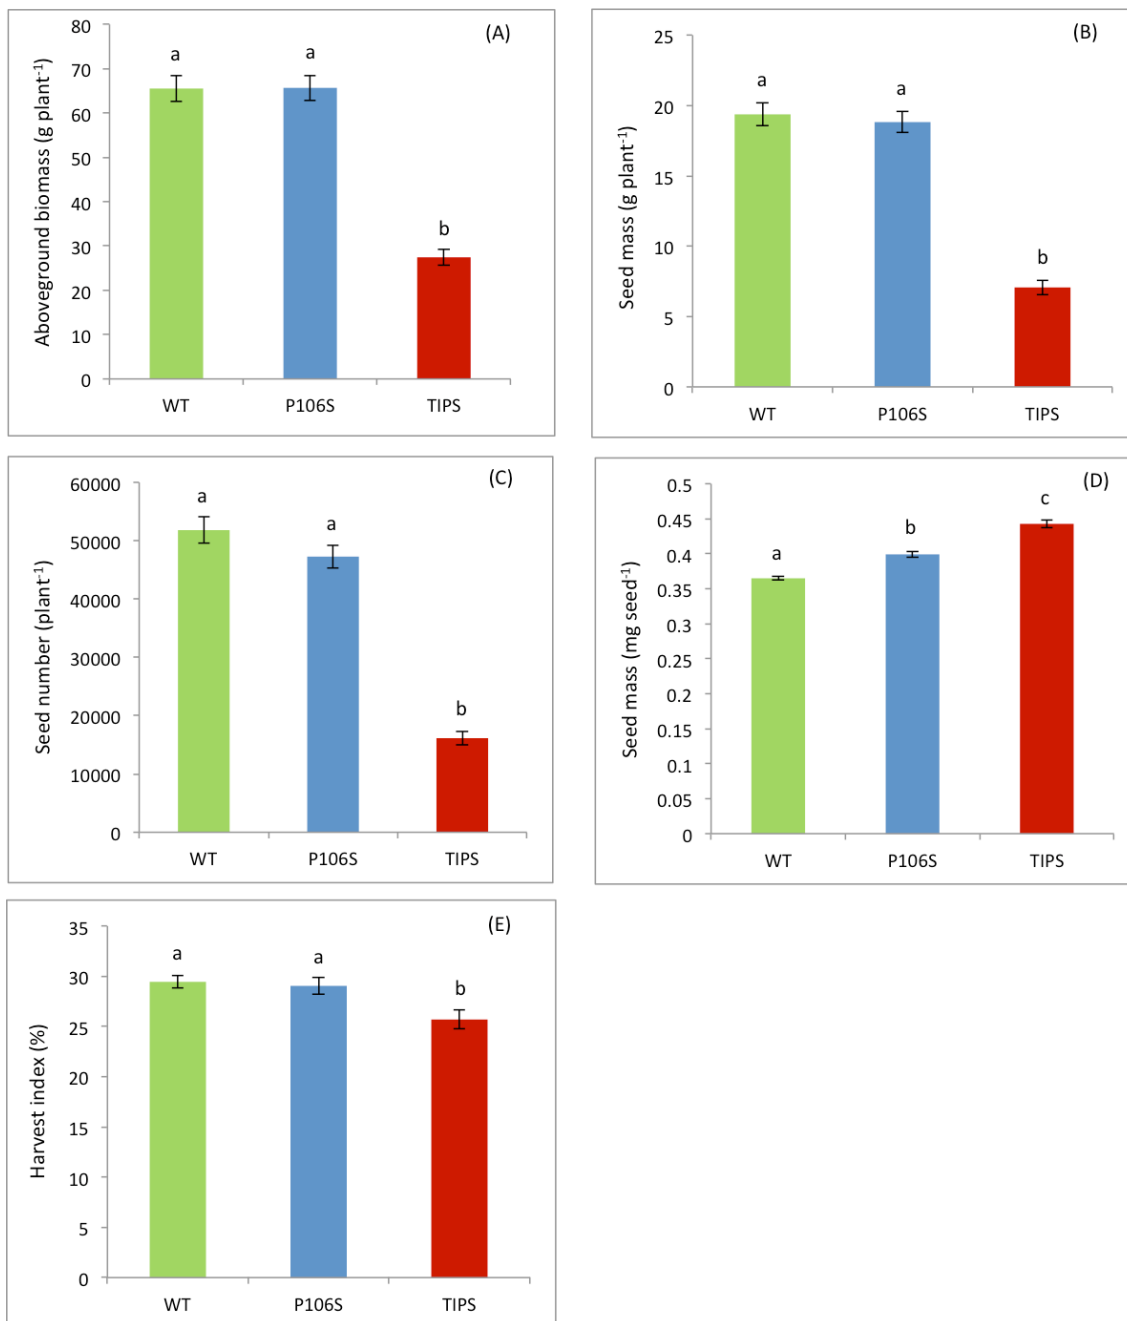 (A)
Aboveground biomass (g plant⁻¹)
80
70
60
50
40
30
20
10
0
a
a
b
WT P106S TIPS
(B)
Seed mass (g plant⁻¹)
25
20
15
10
5
0
a
a
b
WT P106S TIPS
(C)
Seed number (plant⁻¹)
60000
50000
40000
30000
20000
10000
0
a
a
b
WT P106S TIPS
(D)
Seed mass (mg seed⁻¹)
0.5
0.45
0.4
0.35
0.3
0.25
0.2
0.15
0.1
0.05
0
a
b
c
WT P106S TIPS
(E)
Harvest index (%)
35
30
25
20
15
10
5
0
a
a
b
WT P106S TIPS